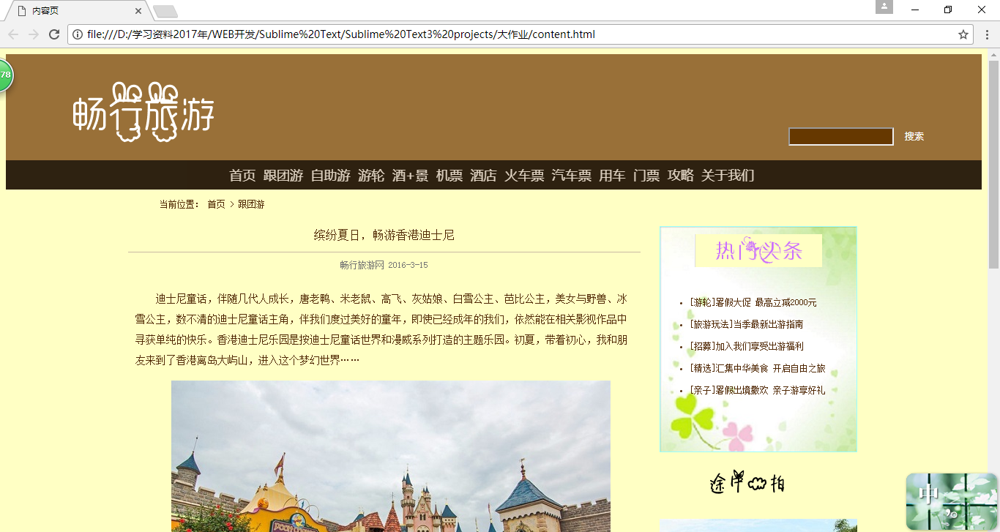 内容页
file:///D:/学习资料2017年/WEB开发/Sublime%20Text/Sublime%20Text3%20projects/大作业/content.html
78
畅行旅游
搜索
首页 跟团游 自助游 游轮 酒+景 机票 酒店 火车票 汽车票 用车 门票 攻略 关于我们
当前位置： 首页 > 跟团游
缤纷夏日，畅游香港迪士尼
畅行旅游网 2016-3-15
迪士尼童话，伴随几代人成长，唐老鸭、米老鼠、高飞、灰姑娘、白雪公主、芭比公主，美女与野兽、冰
雪公主，数不清的迪士尼童话主角，伴我们度过美好的童年，即使已经成年的我们，依然能在相关影视作品中
寻获单纯的快乐。香港迪士尼乐园是按迪士尼童话世界和漫威系列打造的主题乐园。初夏，带着初心，我和朋
友来到了香港离岛大屿山，进入这个梦幻世界……
热门头条
[游轮]暑假大促 最高立减2000元
[旅游玩法]当季最新出游指南
[招募]加入我们享受出游福利
[精选]汇集中华美食 开启自由之旅
[亲子]暑假出境撒欢 亲子游享好礼
途中四拍
中